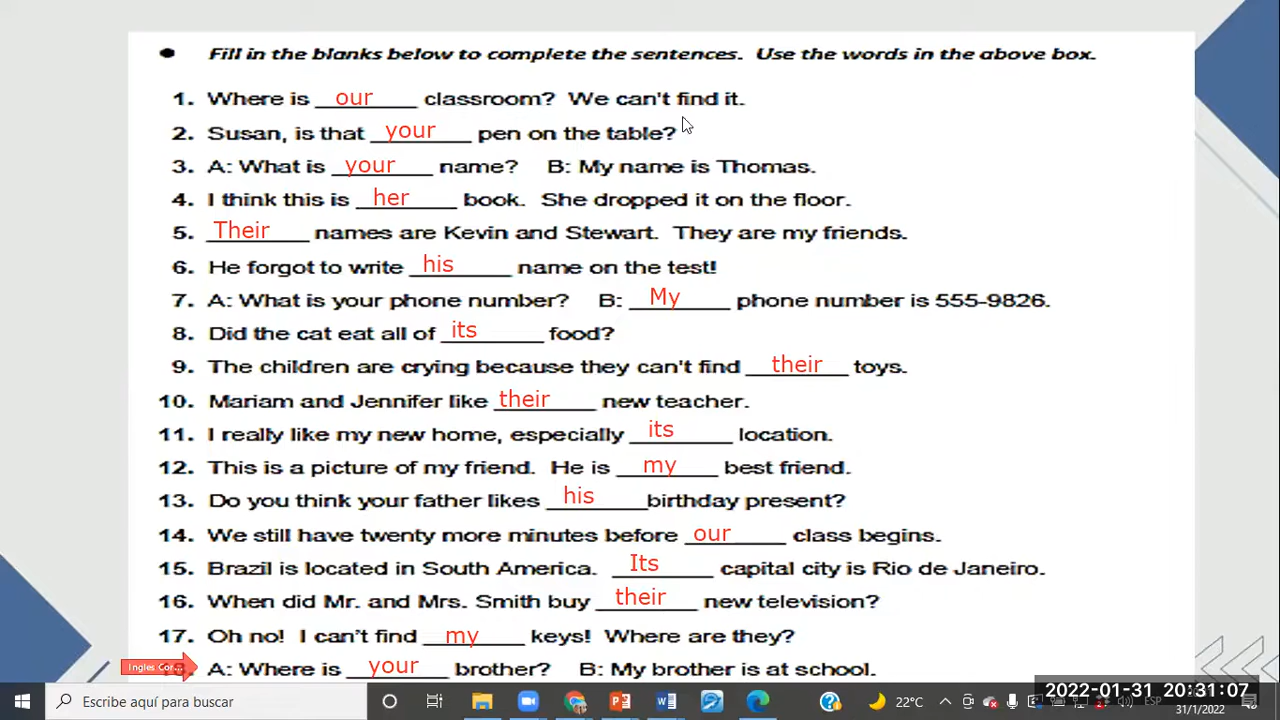 ● Fill in the blanks below to complete the sentences. Use the words in the above box.
1. Where is our classroom? We can't find it.
2. Susan, is that your pen on the table?
3. A: What is your name? B: My name is Thomas.
4. I think this is her book. She dropped it on the floor.
5. Their names are Kevin and Stewart. They are my friends.
6. He forgot to write his name on the test!
7. A: What is your phone number? B: My phone number is 555-9826.
8. Did the cat eat all of its food?
9. The children are crying because they can't find their toys.
10. Mariam and Jennifer like their new teacher.
11. I really like my new home, especially its location.
12. This is a picture of my friend. He is my best friend.
13. Do you think your father likes his birthday present?
14. We still have twenty more minutes before our class begins.
15. Brazil is located in South America. Its capital city is Rio de Janeiro.
16. When did Mr. and Mrs. Smith buy their new television?
17. Oh no! I can't find my keys! Where are they?
Ingles Cor...
A: Where is your brother? B: My brother is at school.
Escribe aquí para buscar
22°C
ESP
2022-01-31 20:31:07
31/1/2022